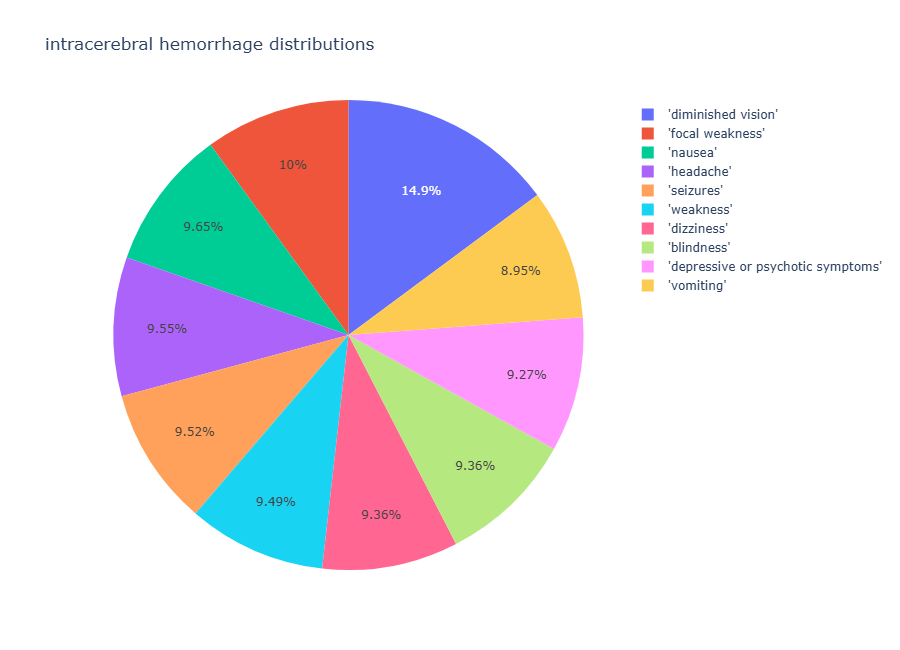 intracerebral hemorrhage distributions
14.9%
10%
9.65%
9.55%
9.52%
9.49%
9.36%
9.36%
9.27%
8.95%
'diminished vision'
'focal weakness'
'nausea'
'headache'
'seizures'
'weakness'
'dizziness'
'blindness'
'depressive or psychotic symptoms'
'vomiting'